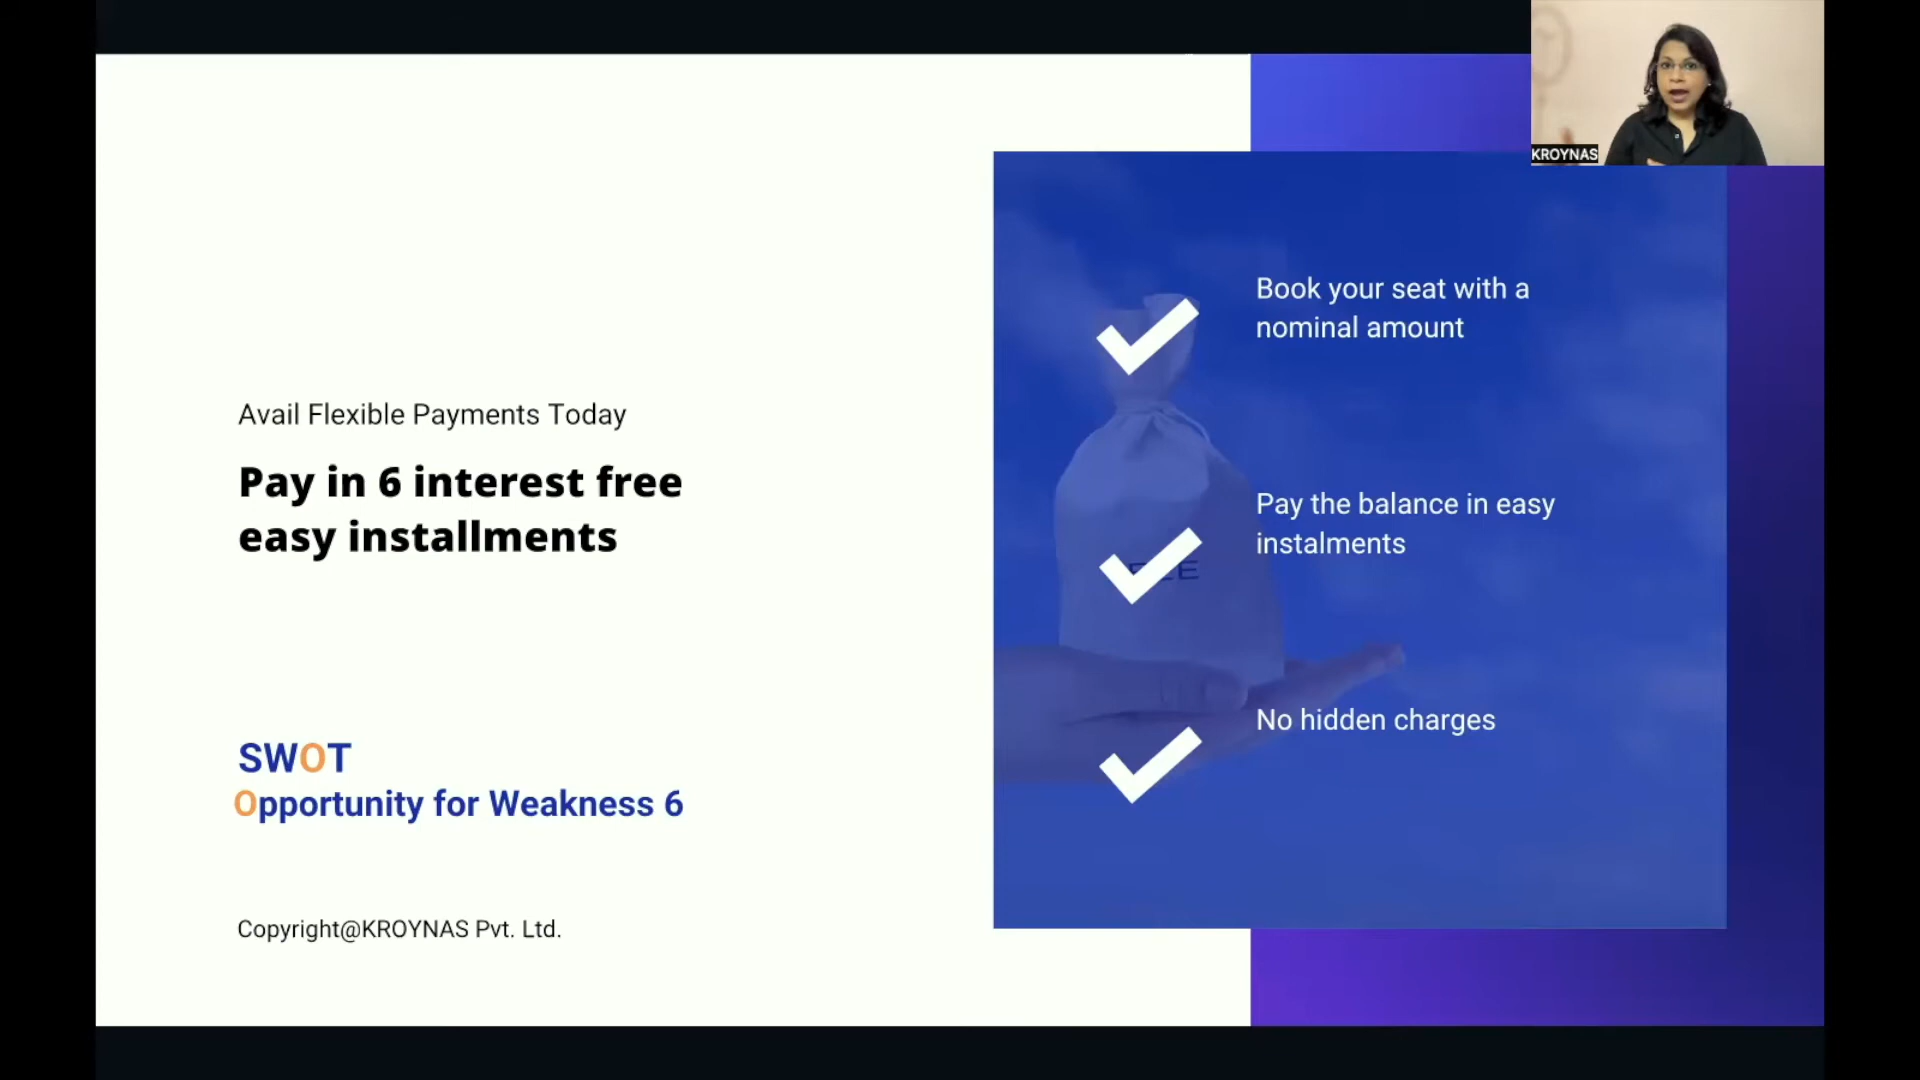 KROYNAS
Avail Flexible Payments Today
Pay in 6 interest free
easy installments
SWOT
Opportunity for Weakness 6
Copyright@KROYNAS Pvt. Ltd.
Book your seat with a
nominal amount
Pay the balance in easy
instalments
No hidden charges